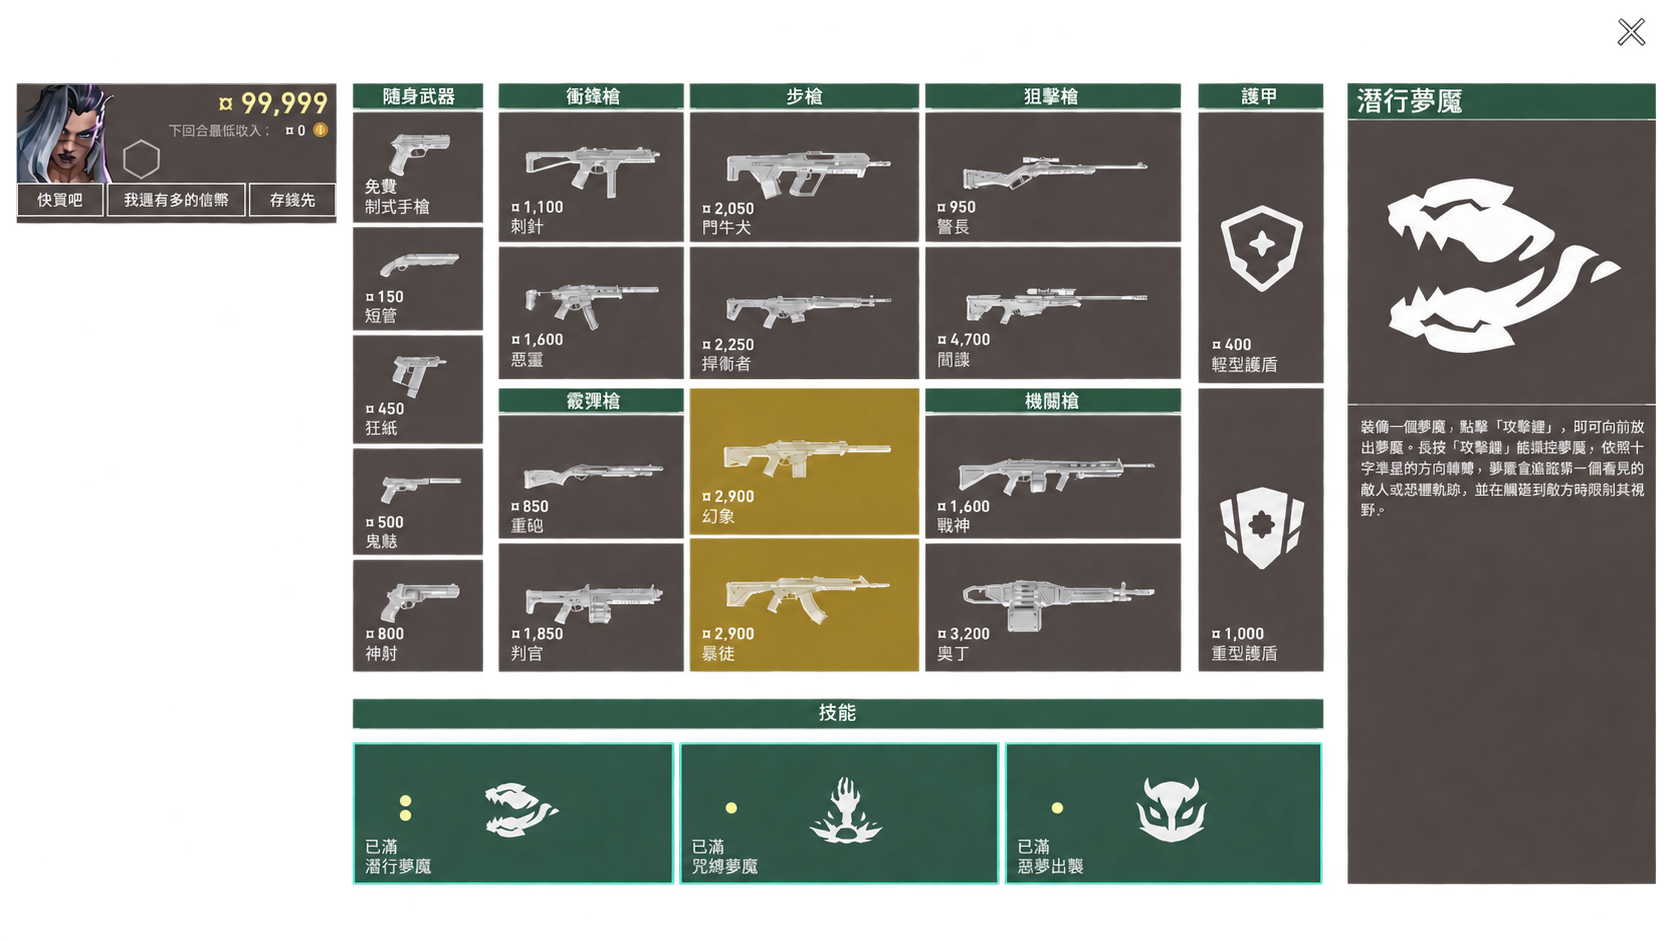 ¤ 99,999
下回合最低收入： ¤ 0
快買吧
我還有多的信幣
存錢先
隨身武器
免費
制式手槍
¤ 150
短管
¤ 450
狂紙
¤ 500
鬼魅
¤ 800
神射
衝鋒槍
¤ 1,100
刺針
¤ 1,600
惡靈
霰彈槍
¤ 850
重砲
¤ 1,850
判官
步槍
¤ 2,050
鬥牛犬
¤ 2,250
捍衛者
¤ 2,900
幻象
¤ 2,900
暴徒
狙擊槍
¤ 950
警長
¤ 4,700
間諜
機關槍
¤ 1,600
戰神
¤ 3,200
奧丁
護甲
¤ 400
輕型護盾
¤ 1,000
重型護盾
技能
已滿
潛行夢魘
已滿
咒縛夢魘
已滿
惡夢出襲
潛行夢魘
裝備一個夢魘，點擊「攻擊鍵」，即可向前放
出夢魘。長按「攻擊鍵」能操控夢魘，依照十
字準星的方向轉彎，夢魘會追蹤第一個看見的
敵人或恐懼軌跡，並在觸碰到敵方時限制其視
野。